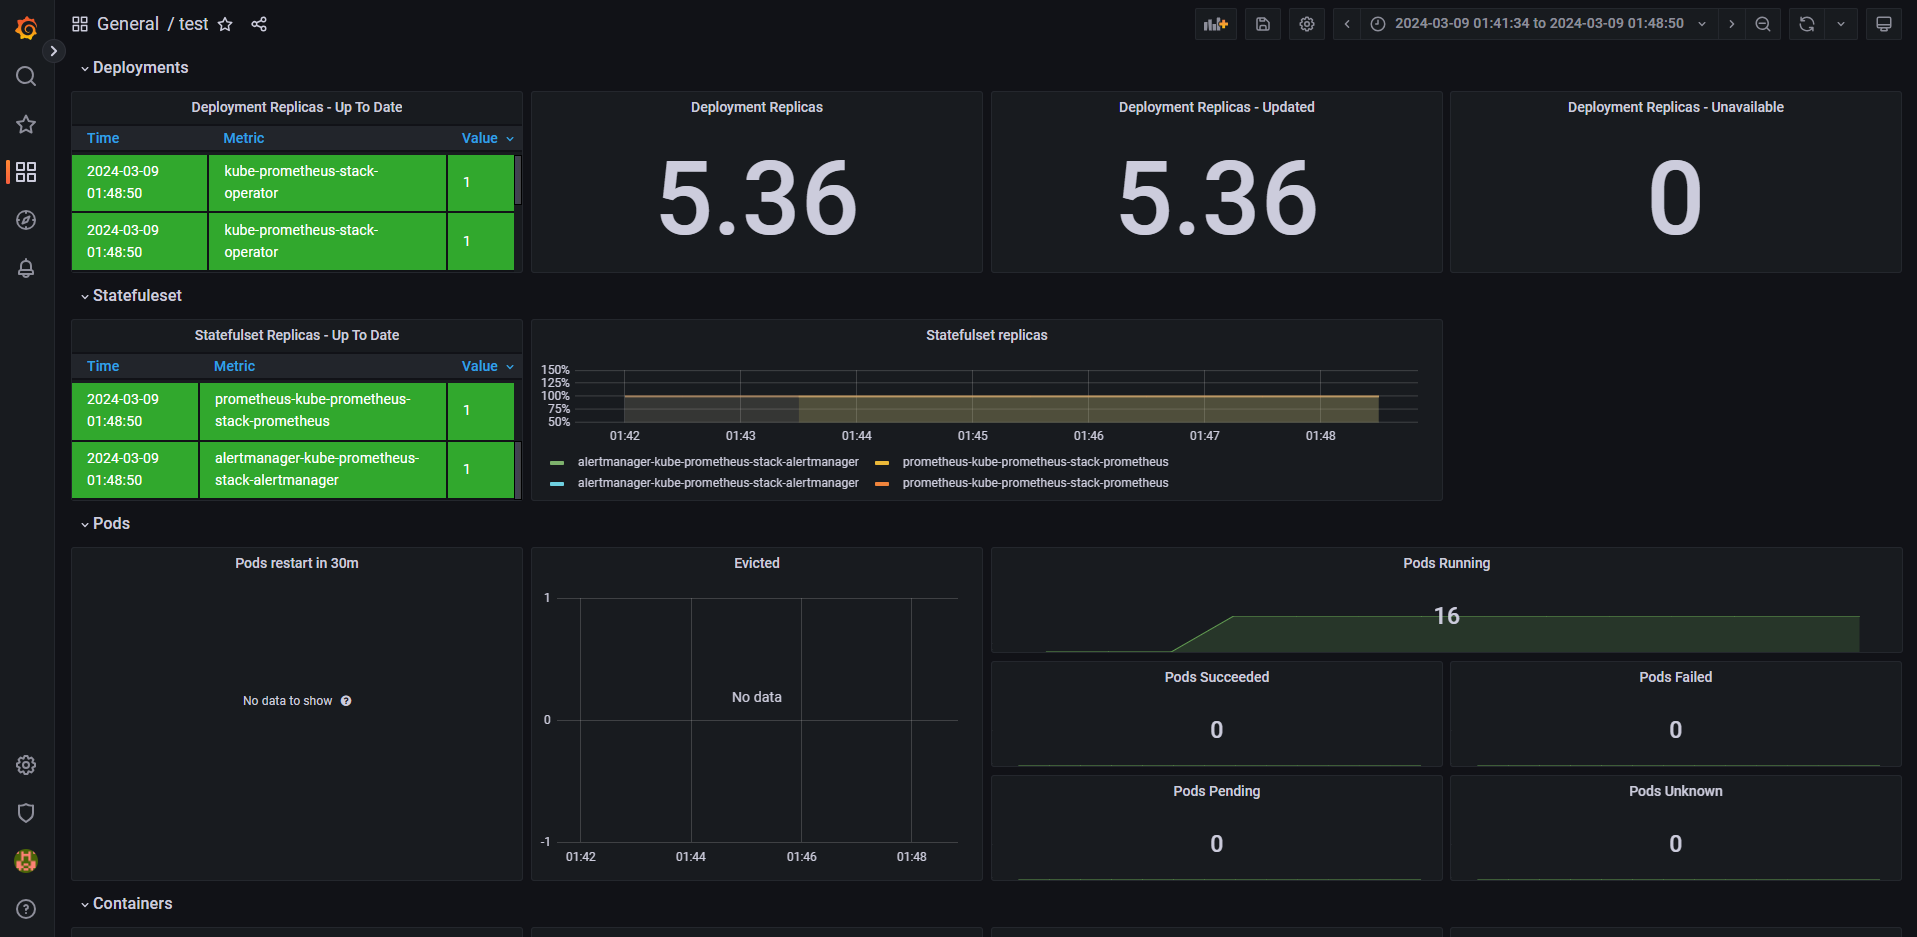 General / test
2024-03-09 01:41:34 to 2024-03-09 01:48:50
Deployments
Deployment Replicas - Up To Date
Time Metric Value
2024-03-09 01:48:50
kube-prometheus-stack-operator
1
2024-03-09 01:48:50
kube-prometheus-stack-operator
1
Deployment Replicas
5.36
Deployment Replicas - Updated
5.36
Deployment Replicas - Unavailable
0
Statefuleset
Statefulset Replicas - Up To Date
Time Metric Value
2024-03-09 01:48:50
prometheus-kube-prometheus-stack-prometheus
1
2024-03-09 01:48:50
alertmanager-kube-prometheus-stack-alertmanager
1
Statefulset replicas
150%
125%
100%
75%
50%
01:42 01:43 01:44 01:45 01:46 01:47 01:48
alertmanager-kube-prometheus-stack-alertmanager prometheus-kube-prometheus-stack-prometheus
alertmanager-kube-prometheus-stack-alertmanager prometheus-kube-prometheus-stack-prometheus
Pods
Pods restart in 30m
No data to show
Evicted
1
No data
0
-1
01:42 01:44 01:46 01:48
Pods Running
16
Pods Succeeded
0
Pods Failed
0
Pods Pending
0
Pods Unknown
0
Containers